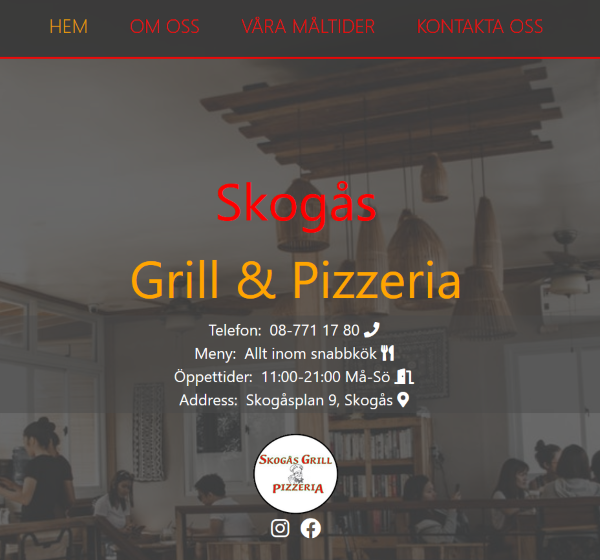 HEM OM OSS VÅRA MÅLTIDER KONTAKTA OSS
Skogås
Grill & Pizzeria
Telefon: 08-771 17 80
Meny: Allt inom snabbkök
Öppettider: 11:00-21:00 Må-Sö
Address: Skogåsplan 9, Skogås
SKOGÅS GRILL
PIZZERIA